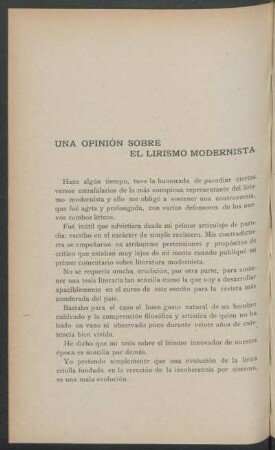 UNA OPINIÓN SOBRE
EL LIRISMO MODERNISTA
Hace algún tiempo, tuve la humorada de parodiar ciertos
versos estrafalarios de la más conspicua representante del liris-
mo modernista y ello me obligó a sostener una controversia,
que fué agria y prolongada, con varios defensores de los nue-
vos rumbos líricos.
Fué inútil que advirtiera desde mi primer articulejo de paro-
dia: escribo en el carácter de simple revistero. Mis contradictores
se empeñaron en atribuirme pretensiones y propósitos de
crítico que estaban muy lejos de mi mente cuando publiqué mi
primer comentario sobre literatura modernista.
No se requería mucha erudición, por otra parte, para soste-
ner una tesis literaria tan sencilla como la que voy a desarrollar
apaciblemente en el curso de este escrito para la revista más
ponderada del país.
Bastaba para el caso el buen gusto natural de un hombre
cultivado y la comprensión filosófica y artística de quien no ha
leído en vano ni observado poco durante veinte años de exis-
tencia bien vivida.
He dicho que mi tesis sobre el lirismo innovador de nuestra
época es sencilla por demás.
Yo pretendo simplemente que una evolución de la lírica
criolla fundada en la erección de la incoherencia por sistema,
es una mala evolución.